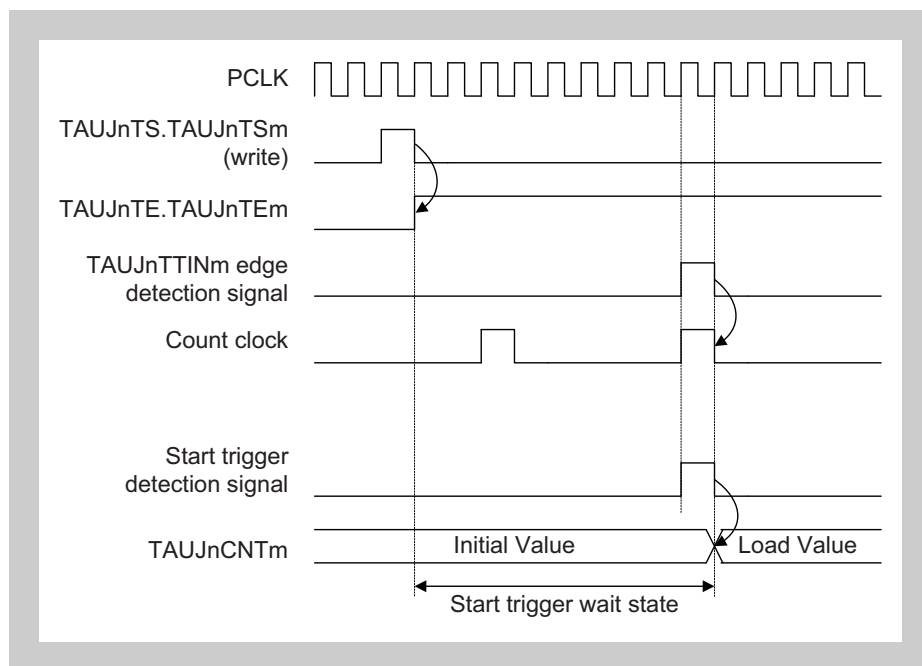 PCLK
TAUJnTS.TAUJnTSm
(write)
TAUJnTE.TAUJnTEm
TAUJnTTINm edge
detection signal
Count clock
Start trigger
detection signal
TAUJnCNTm
Initial Value
Load Value
Start trigger wait state